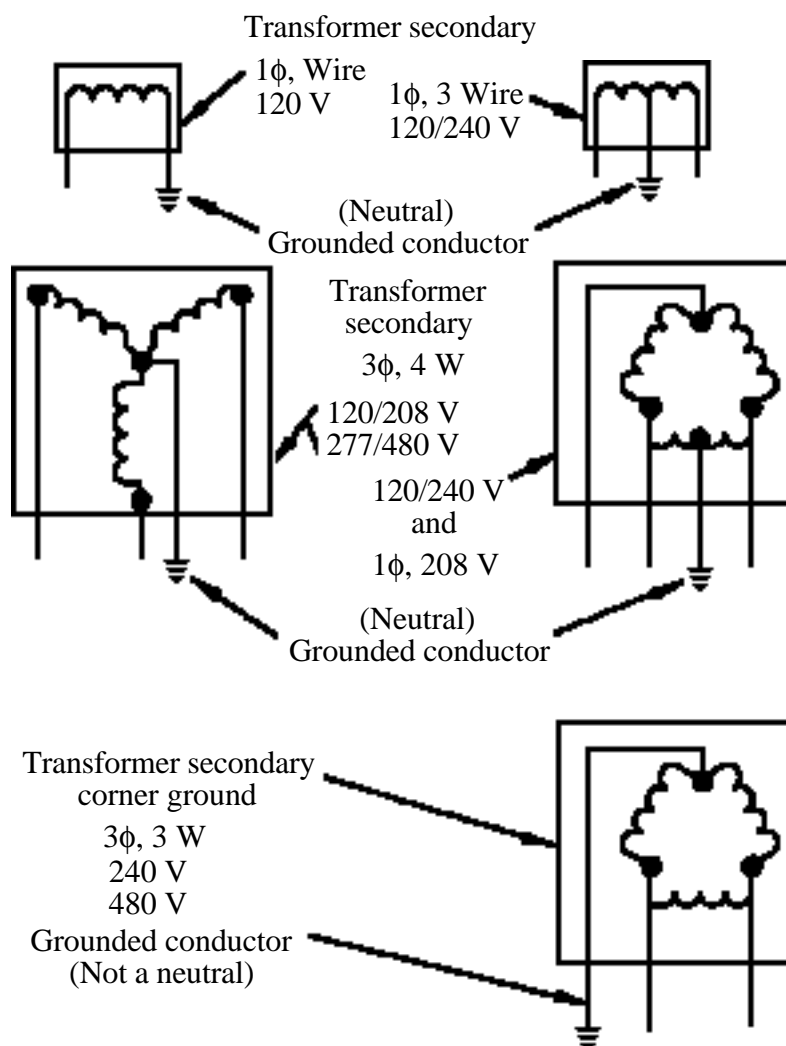 Transformer secondary
1ϕ, Wire
120 V
1ϕ, 3 Wire
120/240 V
(Neutral)
Grounded conductor
Transformer
secondary
3ϕ, 4 W
120/208 V
277/480 V
120/240 V
and
1ϕ, 208 V
(Neutral)
Grounded conductor
Transformer secondary
corner ground
3ϕ, 3 W
240 V
480 V
Grounded conductor
(Not a neutral)